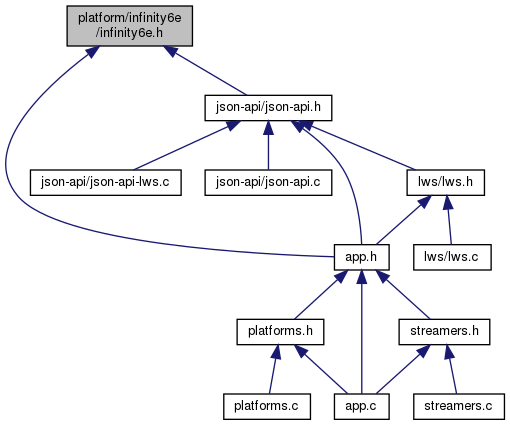 platform/infinity6e
/infinity6e.h
json-api/json-api.h
json-api/json-api-lws.c
json-api/json-api.c
lws/lws.h
app.h
lws/lws.c
platforms.h
streamers.h
platforms.c
app.c
streamers.c